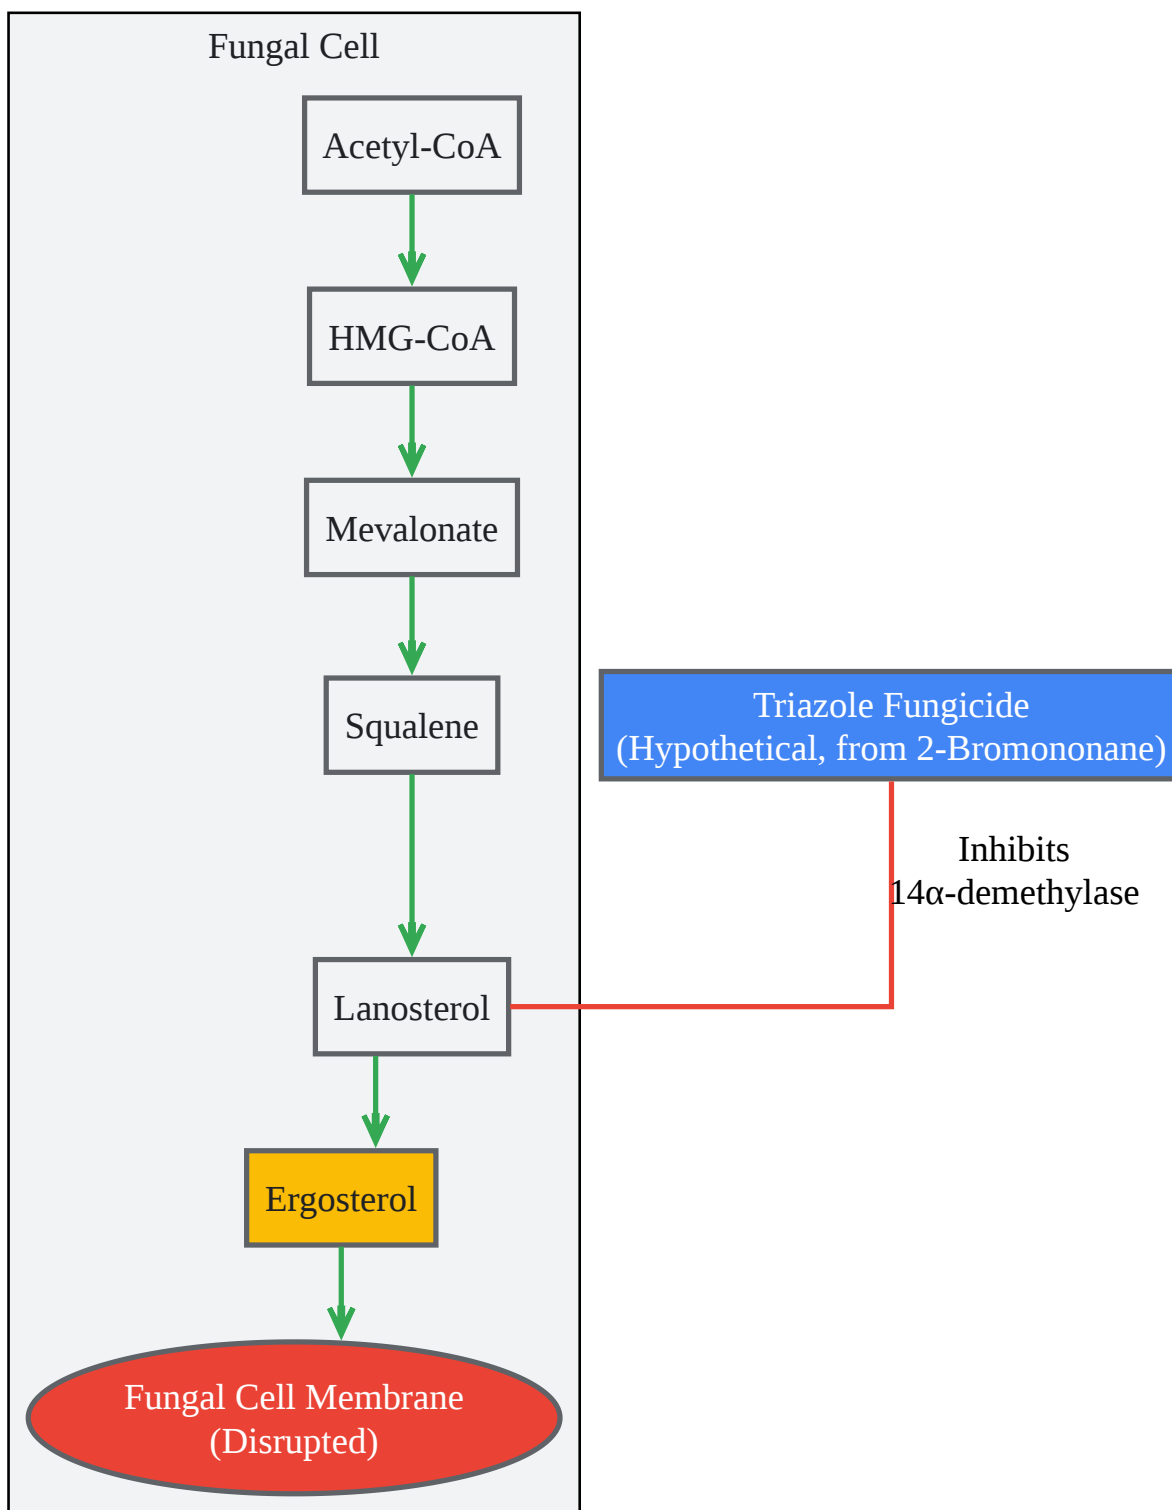 Fungal Cell
Acetyl-CoA
HMG-CoA
Mevalonate
Squalene
Triazole Fungicide
(Hypothetical, from 2-Bromononane)
Inhibits
14α-demethylase
Lanosterol
Ergosterol
Fungal Cell Membrane
(Disrupted)